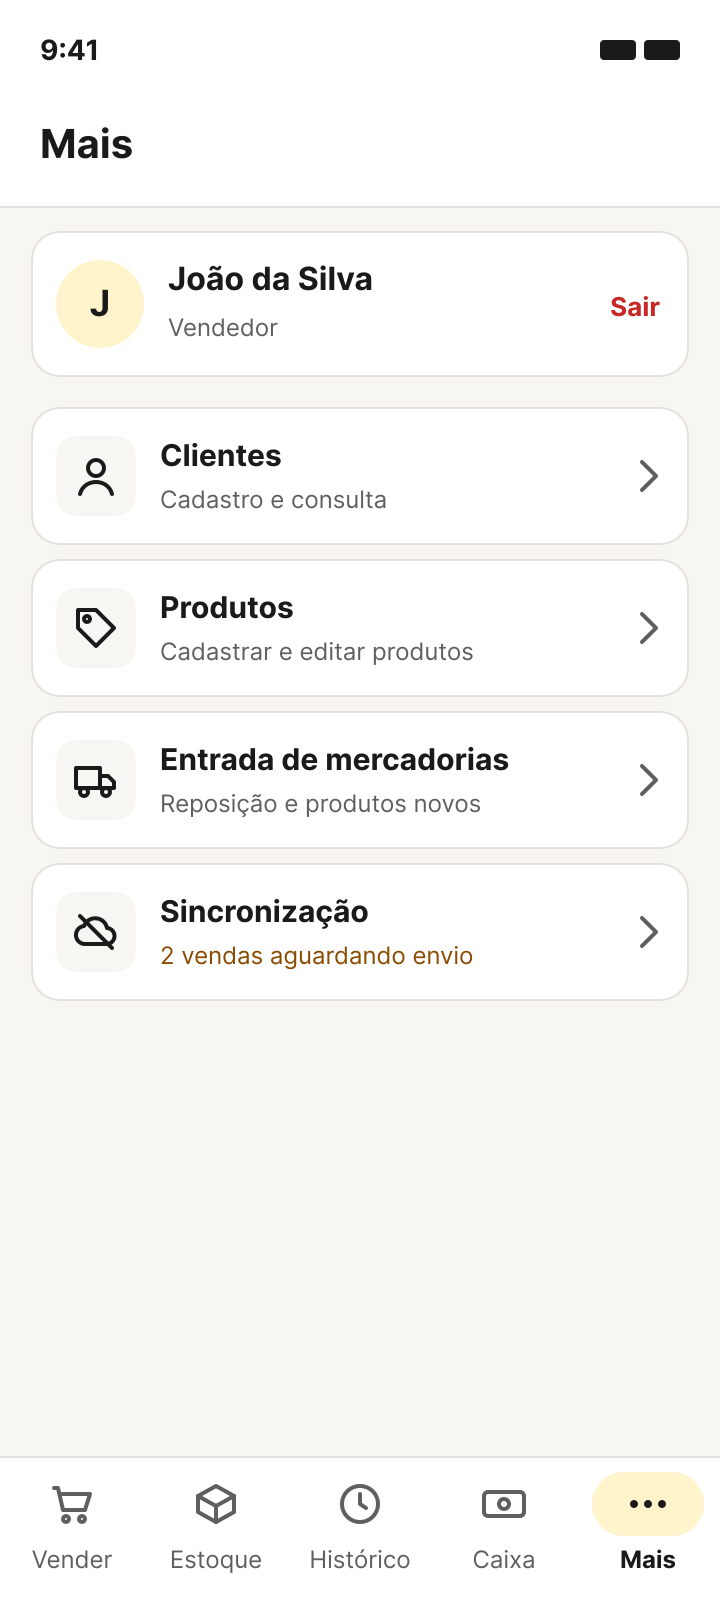 9:41
Mais
J
João da Silva
Vendedor
Sair
Clientes
Cadastro e consulta
Produtos
Cadastrar e editar produtos
Entrada de mercadorias
Reposição e produtos novos
Sincronização
2 vendas aguardando envio
Vender
Estoque
Histórico
Caixa
Mais